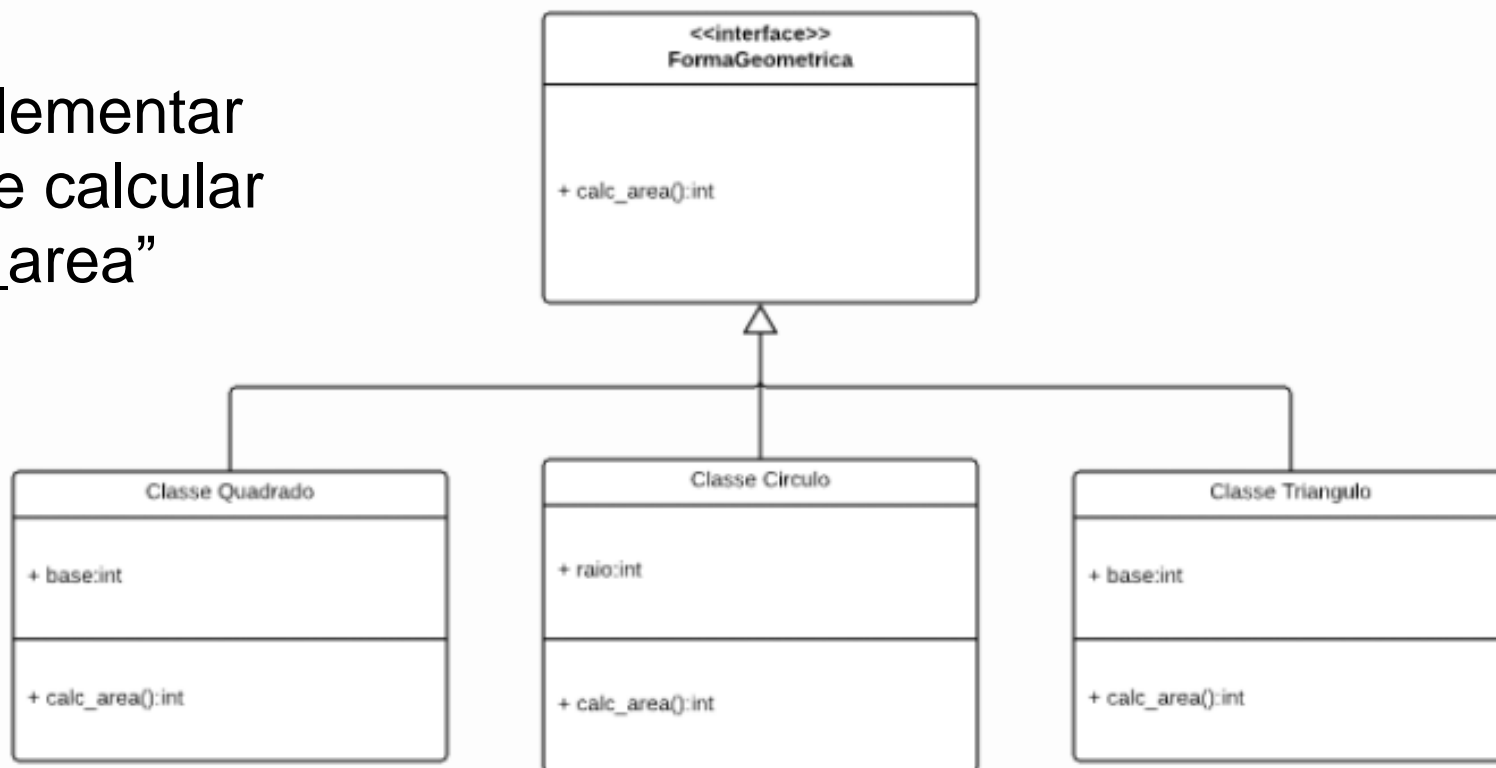 lementar
e calcular
_area”
<<interface>>
FormaGeometrica
+ calc_area():int
Classe Quadrado
+ base:int
+ calc_area():int
Classe Circulo
+ raio:int
+ calc_area():int
Classe Triangulo
+ base:int
+ calc_area():int